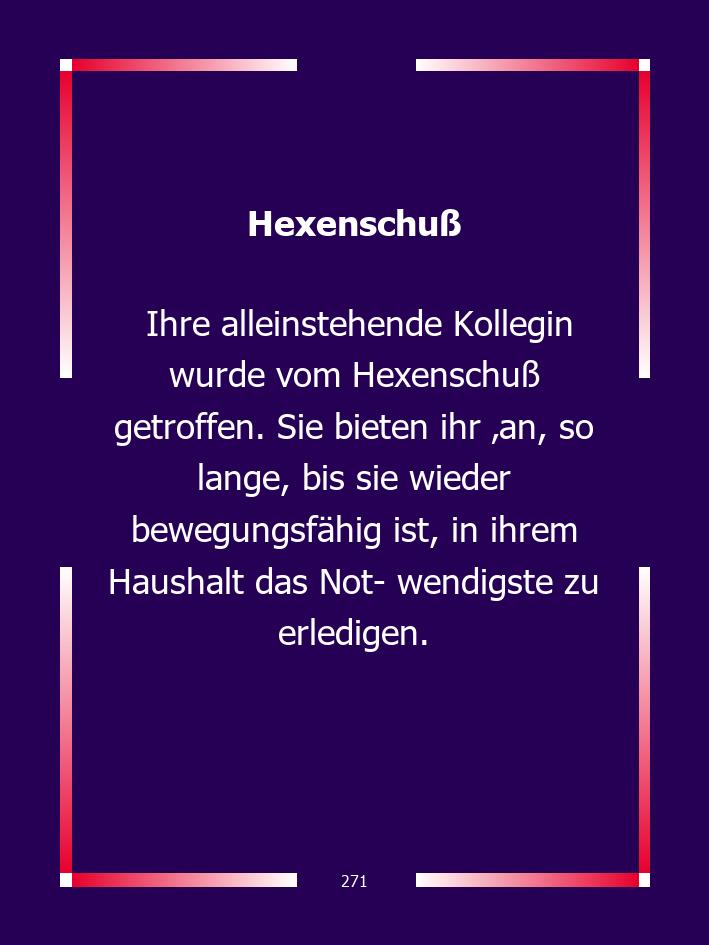 Hexenschuß
Ihre alleinstehende Kollegin
wurde vom Hexenschuß
getroffen. Sie bieten ihr ‚an, so
lange, bis sie wieder
bewegungsfähig ist, in ihrem
Haushalt das Not- wendigste zu
erledigen.
271